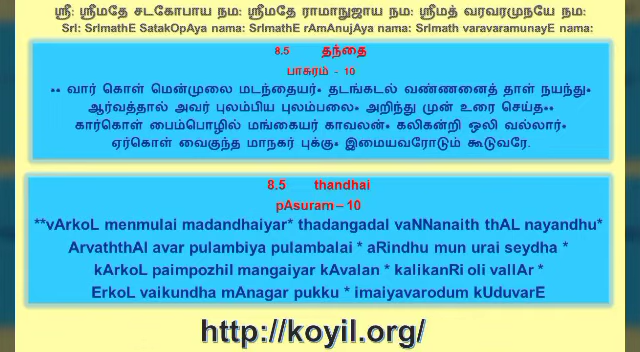 ஸ்ரீ: ஸ்ரீமதே சடகோபாய நம: ஸ்ரீமதே ராமாநுஜாய நம: ஸ்ரீமத் வரவரமுநயே நம:
SrI: SrImathE SatakOpAya nama: SrImathE rAmAnujAya nama: SrImath varavaramunayE nama:
8.5 தந்தை
பாசுரம் - 10
** வார் கொள் மென்முலை மடந்தையர்* தடங்கடல் வண்ணனைத் தாள் நயந்து*
ஆர்வத்தால் அவர் புலம்பிய புலம்பலை* அறிந்து முன் உரை செய்த**
கார்கொள் பைம்பொழில் மங்கையர் காவலன்* கலிகன்றி ஒலி வல்லார்*
ஏர்கொள் வைகுந்த மாநகர் புக்கு* இமையவரோடும் கூடுவரே.
8.5 thandhai
pAsuram – 10
**vArkoL menmulai madandhaiyar* thadangadal vaNNanaith thAL nayandhu*
ArvaththAl avar pulambiya pulambalai * aRindhu mun urai seydha *
kArkoL paimpozhil mangaiyar kAvalan * kalikanRi oli vallAr *
ErkoL vaikundha mAnagar pukku * imaiyavarodum kUduvarE
http://koyil.org/